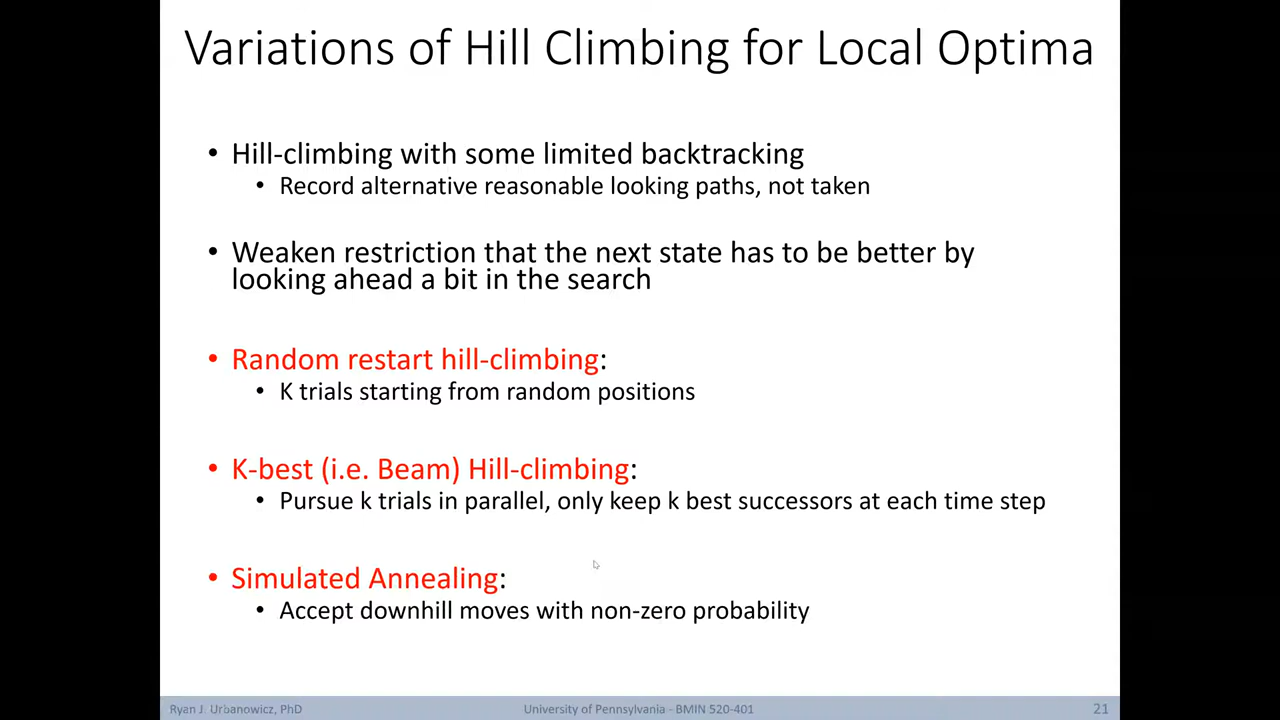 Variations of Hill Climbing for Local Optima
• Hill-climbing with some limited backtracking
• Record alternative reasonable looking paths, not taken
• Weaken restriction that the next state has to be better by
looking ahead a bit in the search
• Random restart hill-climbing:
• K trials starting from random positions
• K-best (i.e. Beam) Hill-climbing:
• Pursue k trials in parallel, only keep k best successors at each time step
• Simulated Annealing:
• Accept downhill moves with non-zero probability
Ryan J. Urbanowicz, PhD
University of Pennsylvania - BMIN 520-401
21